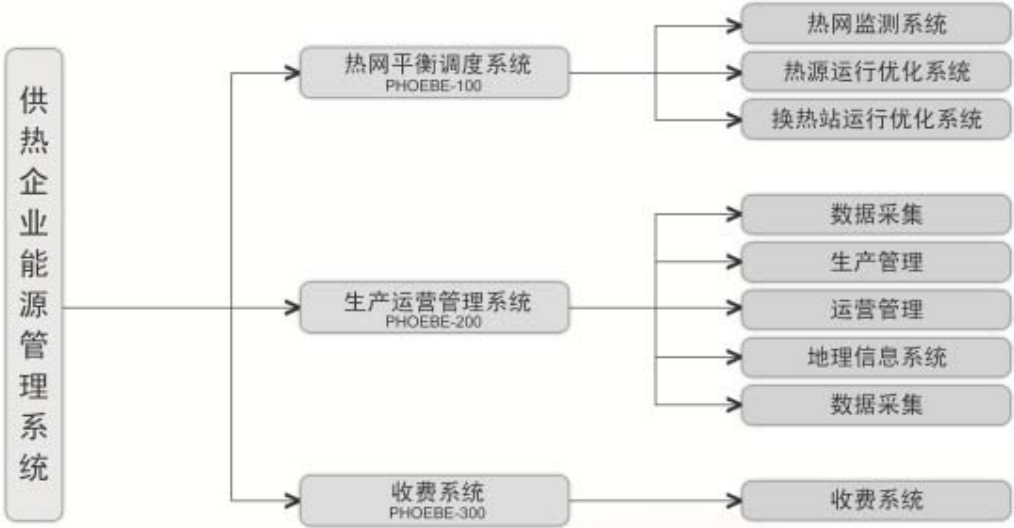 供热企业能源管理系统
热网平衡调度系统
PHOEBE-100
热网监测系统
热源运行优化系统
换热站运行优化系统
生产运营管理系统
PHOEBE-200
数据采集
生产管理
运营管理
地理信息系统
数据采集
收费系统
PHOEBE-300
收费系统